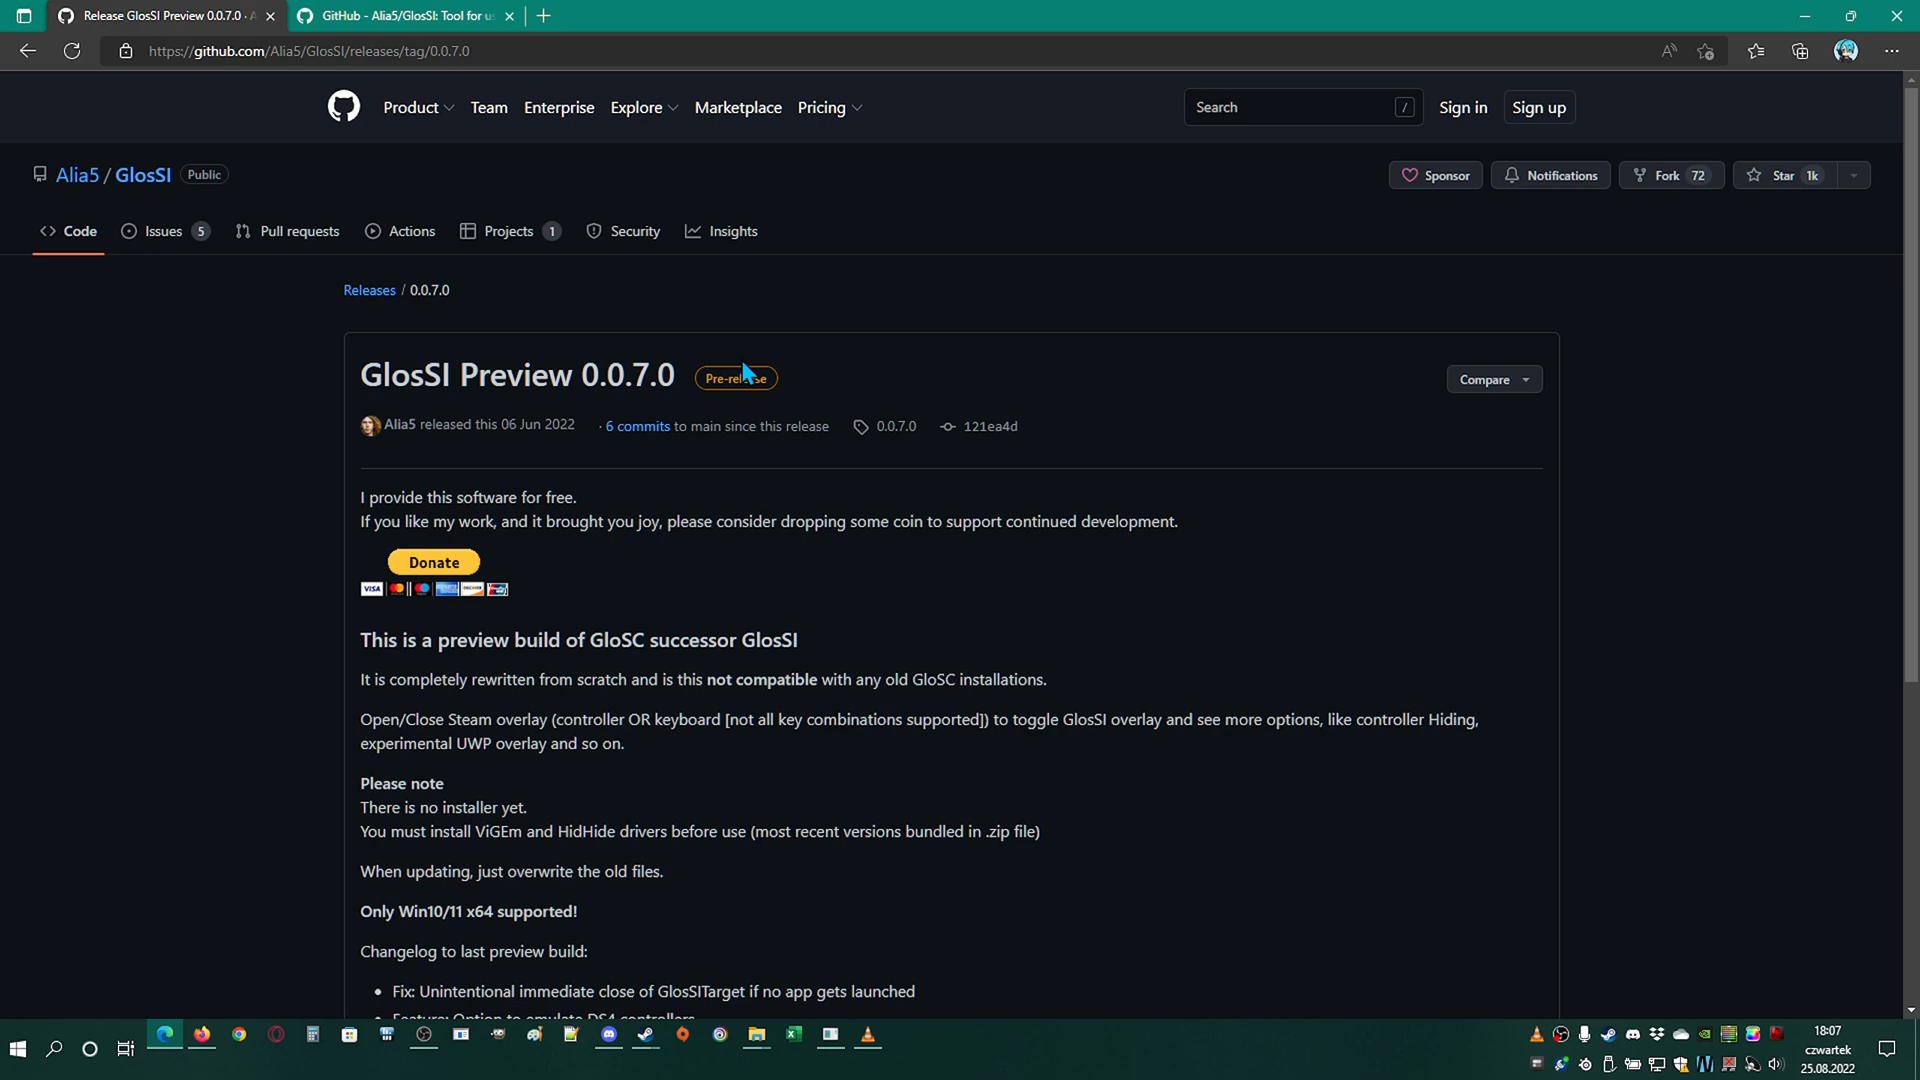 Release GlosSI Preview 0.0.7.0 · A
GitHub - Alia5/GlosSI: Tool for us
https://github.com/Alia5/GlosSI/releases/tag/0.0.7.0
Product
Team
Enterprise
Explore
Marketplace
Pricing
Search
/
Sign in
Sign up
Alia5 / GlosSI
Public
Sponsor
Notifications
Fork 72
Star 1k
Code
Issues 5
Pull requests
Actions
Projects 1
Security
Insights
Releases / 0.0.7.0
GlosSI Preview 0.0.7.0
Compare
Alia5 released this 06 Jun 2022
· 6 commits to main since this release
0.0.7.0
121ea4d
I provide this software for free.
If you like my work, and it brought you joy, please consider dropping some coin to support continued development.
Donate
VISA
This is a preview build of GloSC successor GlosSI
It is completely rewritten from scratch and is this not compatible with any old GloSC installations.
Open/Close Steam overlay (controller OR keyboard [not all key combinations supported]) to toggle GlosSI overlay and see more options, like controller Hiding,
experimental UWP overlay and so on.
Please note
There is no installer yet.
You must install ViGEm and HidHide drivers before use (most recent versions bundled in .zip file)
When updating, just overwrite the old files.
Only Win10/11 x64 supported!
Changelog to last preview build:
• Fix: Unintentional immediate close of GlosSITarget if no app gets launched
• Feature: Option to emulate DS4 controllers
18:07
czwartek
25.08.2022